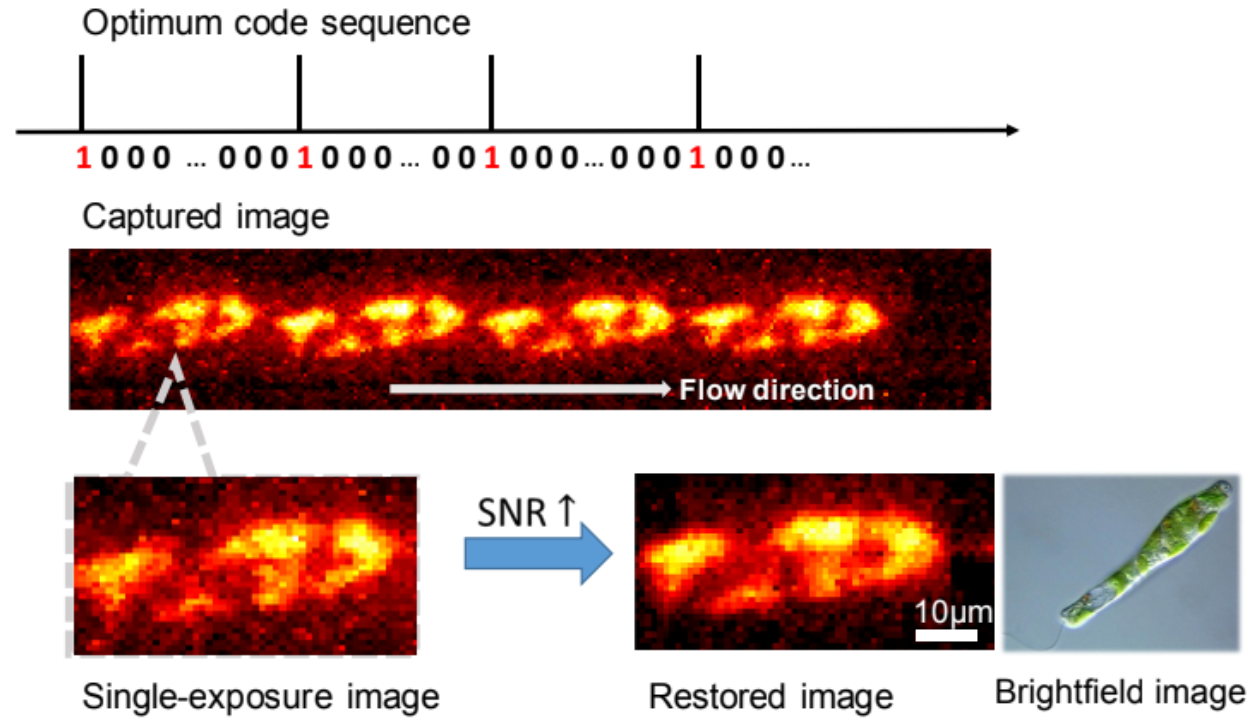 Optimum code sequence
1 0 0 0 ... 0 0 0 1 0 0 0 ... 0 0 1 0 0 0 ... 0 0 0 1 0 0 0 ...
Captured image
Flow direction
SNR ↑
10μm
Single-exposure image
Restored image
Brightfield image